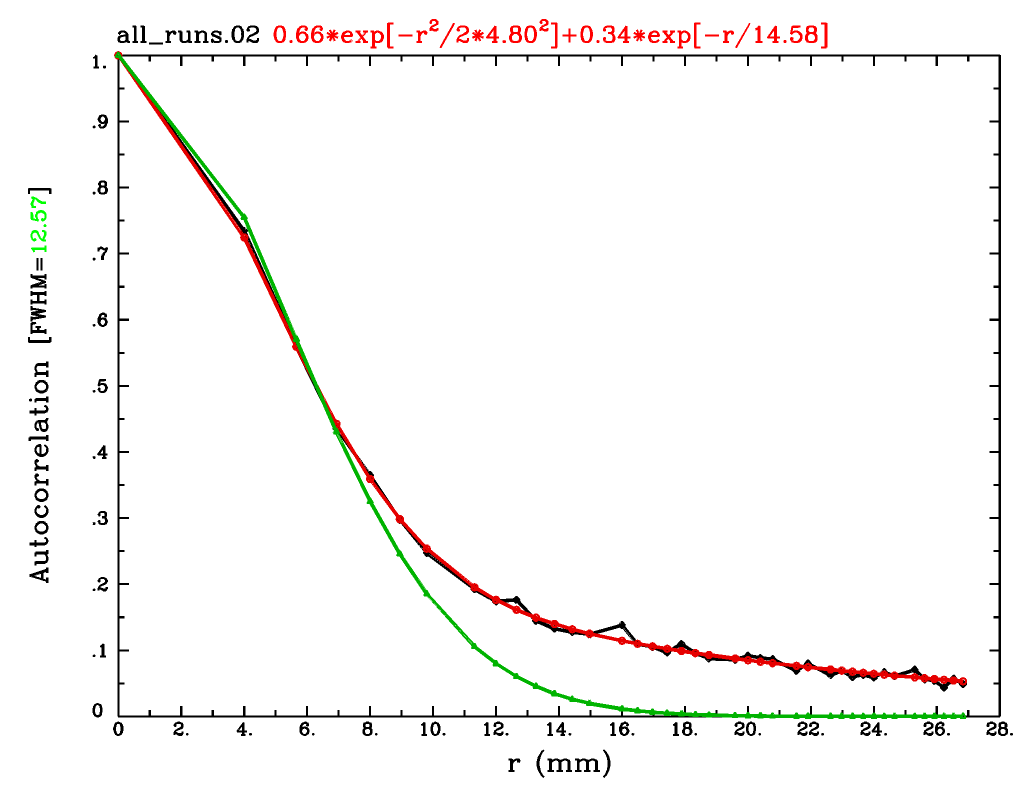 all_runs.02 0.66*exp[-r²/2*4.80²]+0.34*exp[-r/14.58]
1.
.9
.8
.7
.6
.5
.4
.3
.2
.1
0
Autocorrelation [FWHM=12.57]
0 2. 4. 6. 8. 10. 12. 14. 16. 18. 20. 22. 24. 26. 28.
r (mm)